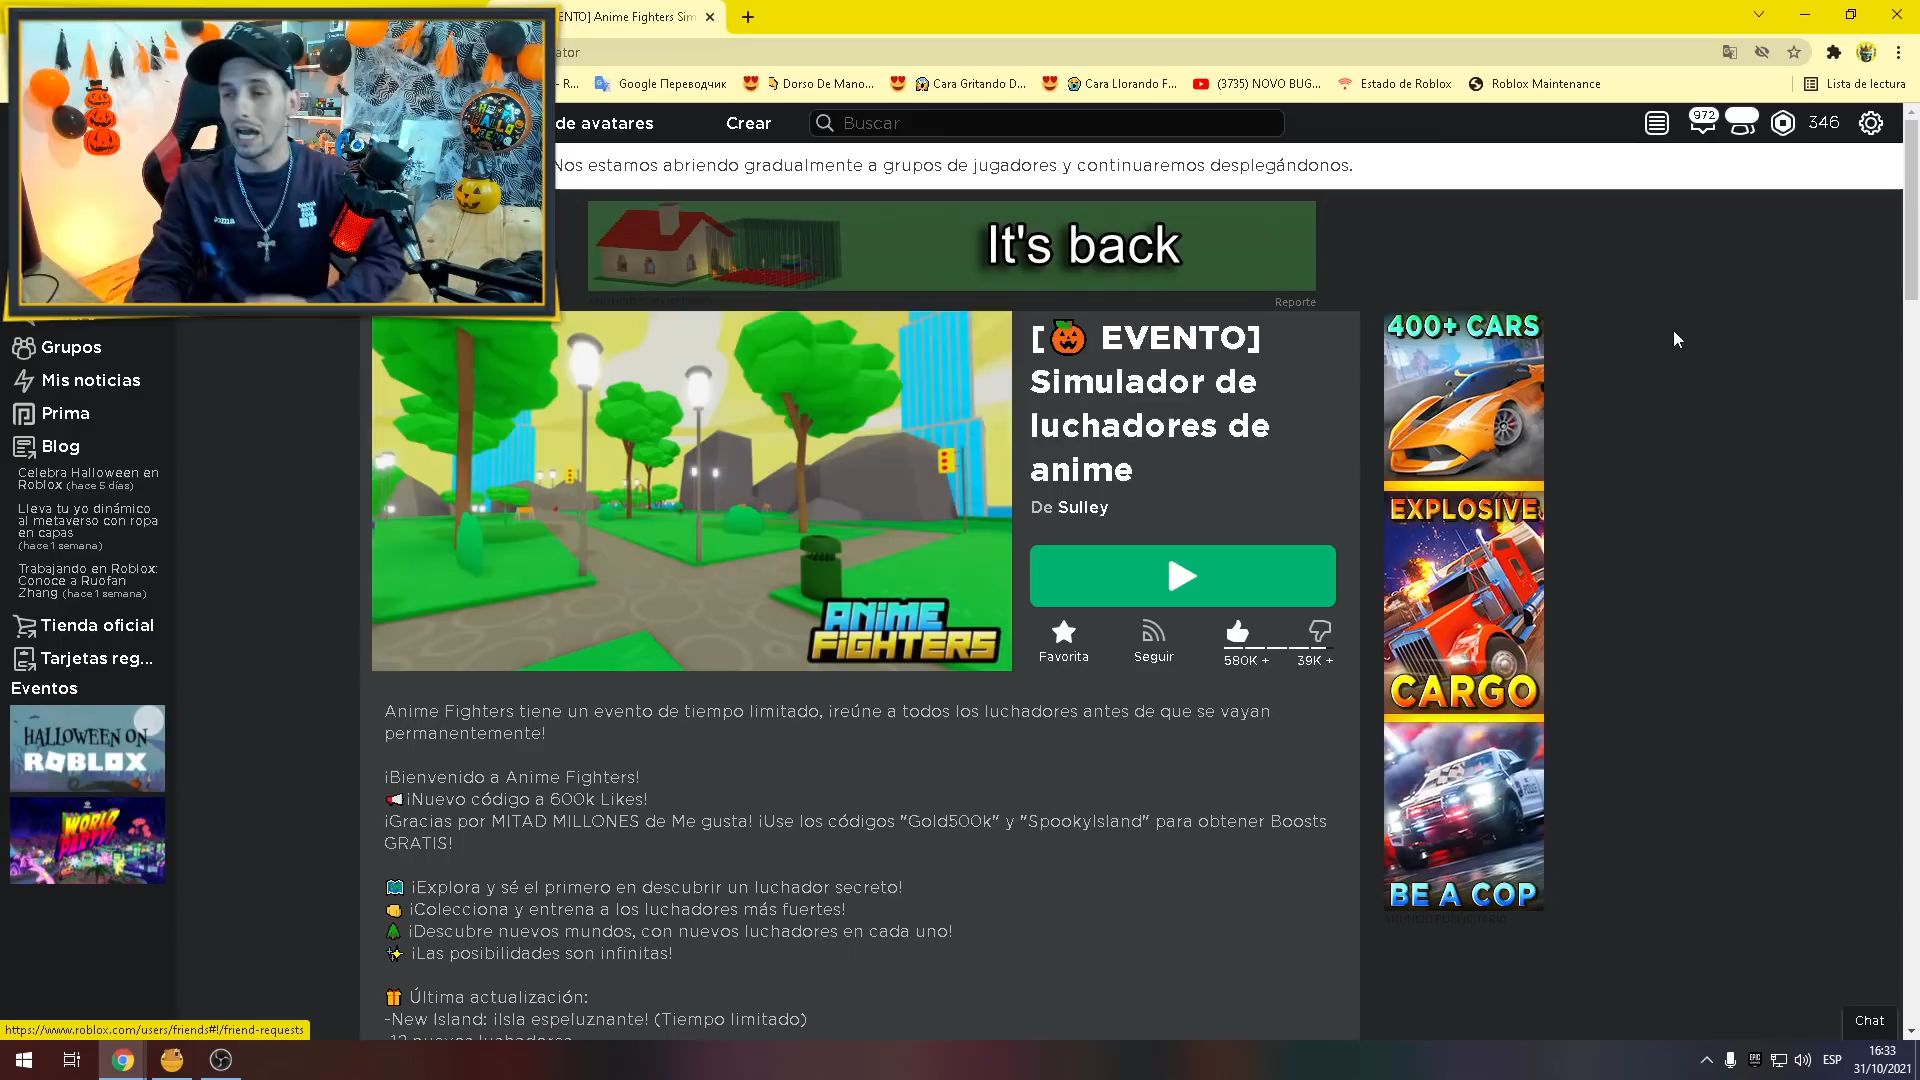 ENTO] Anime Fighters Sim
ator
- R...
Google Переводчик
Dorso De Mano...
Cara Gritando D...
Cara Llorando F...
(3735) NOVO BUG...
Estado de Roblox
Roblox Maintenance
Lista de lectura
de avatares
Crear
Buscar
972
346
Nos estamos abriendo gradualmente a grupos de jugadores y continuaremos desplegándonos.
It's back
Reporte
Joma
Grupos
Mis noticias
Prima
Blog
Celebra Halloween en
Roblox (hace 5 días)
Lleva tu yo dinámico
al metaverso con ropa
en capas
(hace 1 semana)
Trabajando en Roblox:
Conoce a Ruofan
Zhang (hace 1 semana)
Tienda oficial
Tarjetas reg...
Eventos
HALLOWEEN ON
ROBLOX
WORLD
PARTY!
ANIME
FIGHTERS
[🎃 EVENTO]
Simulador de
luchadores de
anime
De Sulley
Favorita
Seguir
580K +
39K +
Anime Fighters tiene un evento de tiempo limitado, ¡reúne a todos los luchadores antes de que se vayan
permanentemente!
¡Bienvenido a Anime Fighters!
📢¡Nuevo código a 600k Likes!
¡Gracias por MITAD MILLONES de Me gusta! ¡Use los códigos "Gold500k" y "SpookyIsland" para obtener Boosts
GRATIS!
🗺️ ¡Explora y sé el primero en descubrir un luchador secreto!
👊 ¡Colecciona y entrena a los luchadores más fuertes!
🌲 ¡Descubre nuevos mundos, con nuevos luchadores en cada uno!
✨ ¡Las posibilidades son infinitas!
🎁 Última actualización:
-New Island: ¡Isla espeluznante! (Tiempo limitado)
-12 nuevos luchadores
400+ CARS
EXPLOSIVE
CARGO
BE A COP
Chat
https://www.roblox.com/users/friends#!/friend-requests
ESP
16:33
31/10/2021